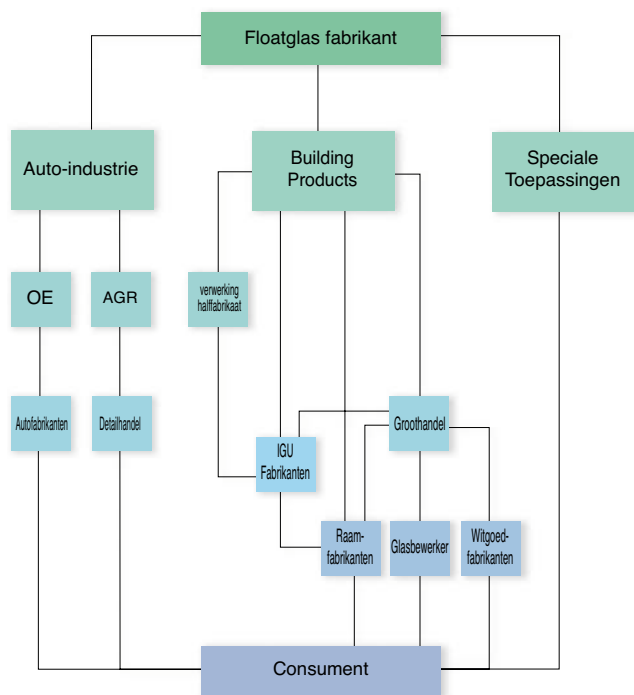 Floatglas fabrikant
Auto-industrie
Building
Products
Speciale
Toepassingen
OE
AGR
verwerking
halffabrikaat
Autofabrikanten
Detailhandel
Groothandel
IGU
Fabrikanten
Raam-
fabrikanten
Glasbewerker
Witgoed-
fabrikanten
Consument